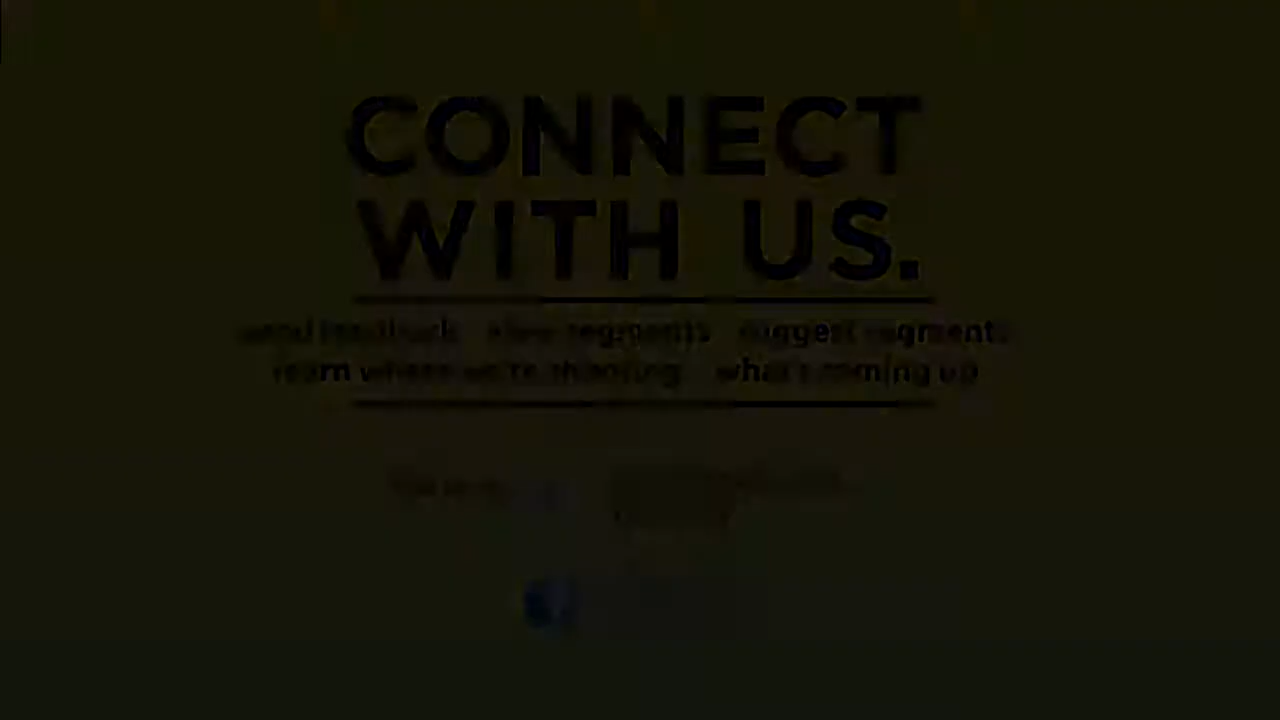 CONNECT
WITH US.
send feedback view segments suggest segments
learn where we're shooting what's coming up